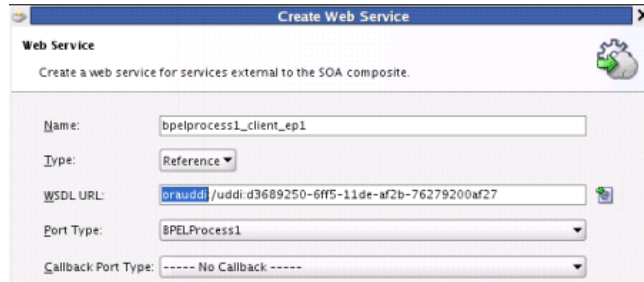 Create Web Service
Web Service
Create a web service for services external to the SOA composite.
Name: bpelprocess1_client_ep1
Type: Reference
WSDL URL: orauddi:/uddi:d3689250-6ff5-11de-af2b-76279200af27
Port Type: BPELProcess1
Callback Port Type: ----- No Callback -----